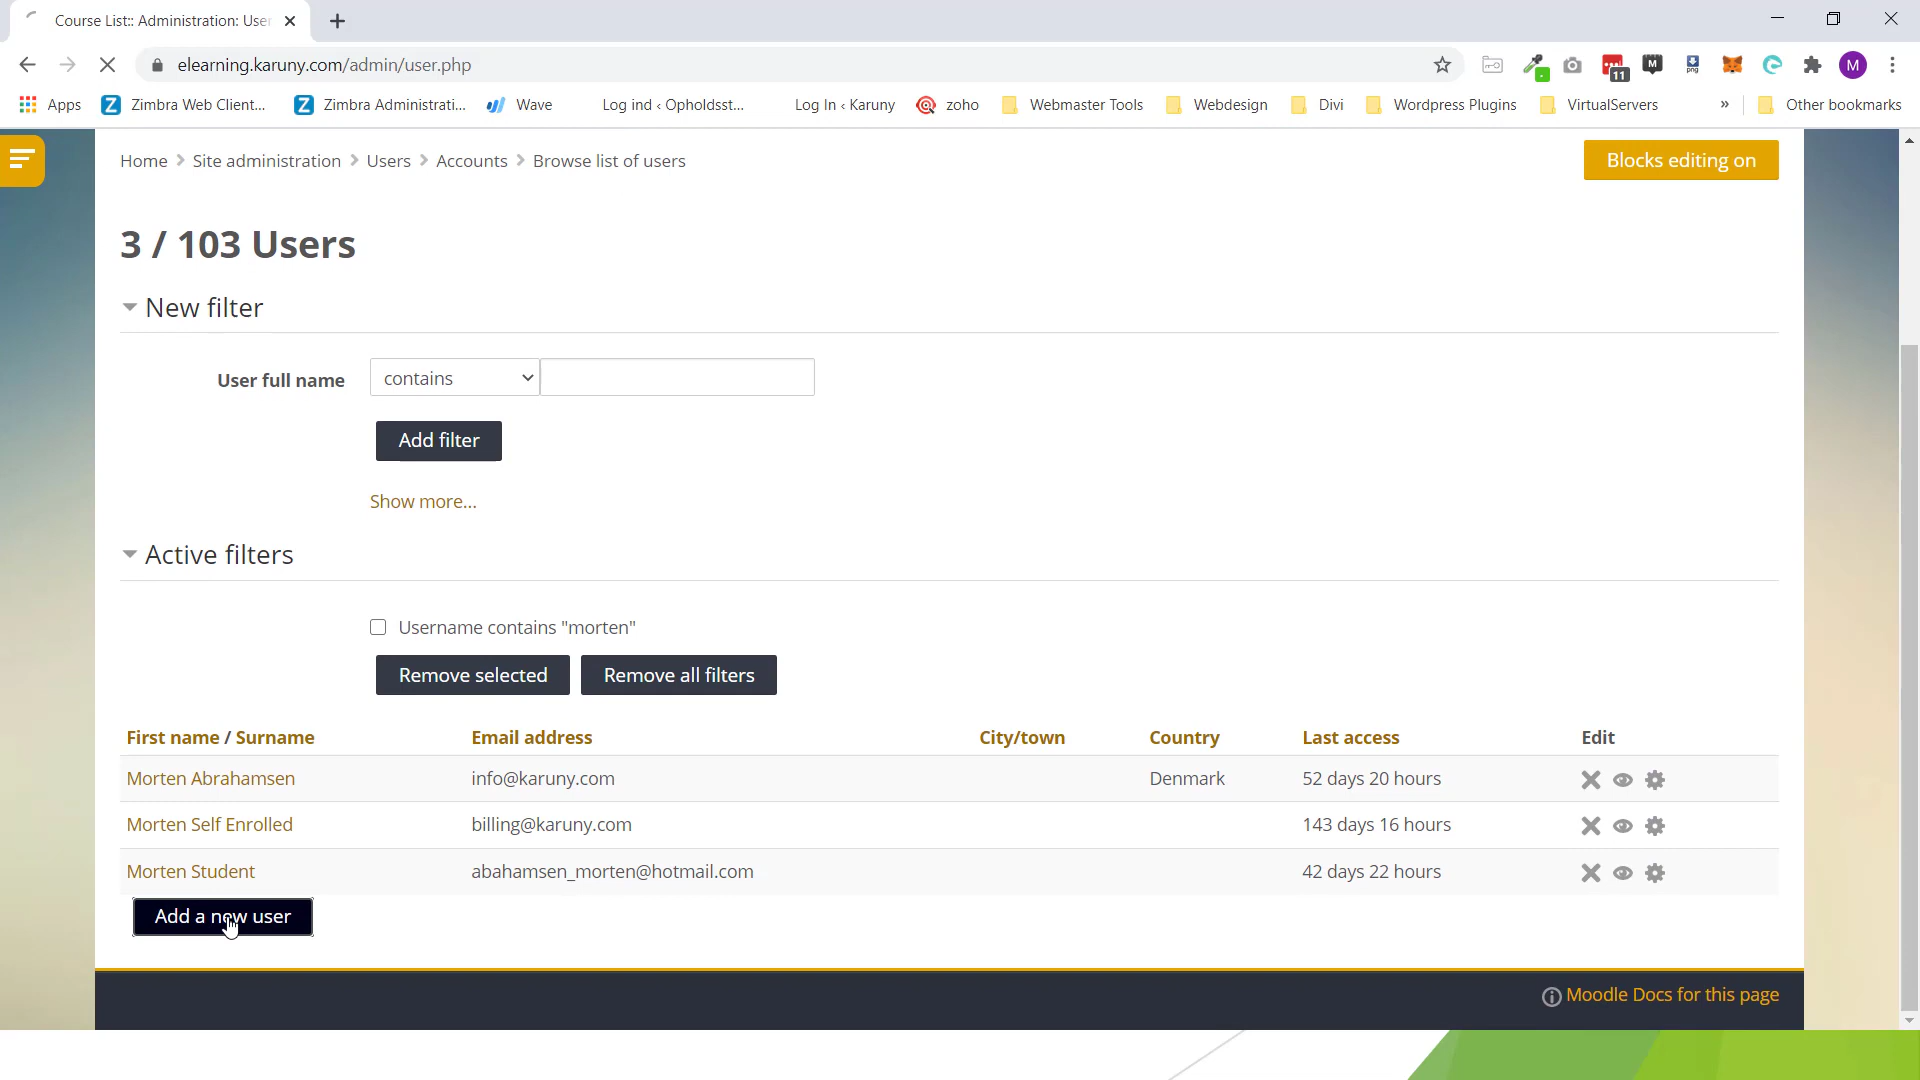 Course List:: Administration: User
elearning.karuny.com/admin/user.php
11
M
png
M
Apps
Zimbra Web Client...
Zimbra Administrati...
Wave
Log ind ‹ Opholdsst...
Log In ‹ Karuny
zoho
Webmaster Tools
Webdesign
Divi
Wordpress Plugins
VirtualServers
»
Other bookmarks
Home
Site administration
Users
Accounts
Browse list of users
Blocks editing on
3 / 103 Users
New filter
User full name
contains
Add filter
Show more...
Active filters
Username contains "morten"
Remove selected
Remove all filters
First name / Surname
Email address
City/town
Country
Last access
Edit
Morten Abrahamsen
info@karuny.com
Denmark
52 days 20 hours
Morten Self Enrolled
billing@karuny.com
143 days 16 hours
Morten Student
abahamsen_morten@hotmail.com
42 days 22 hours
Add a new user
Moodle Docs for this page